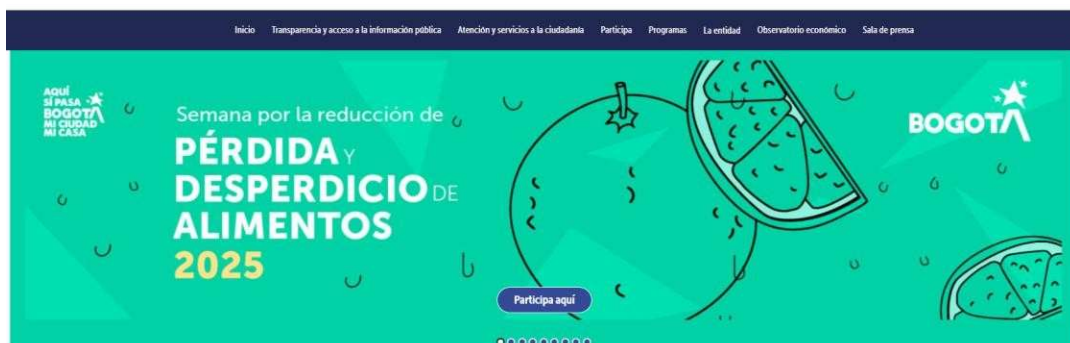 Inicio Transparencia y acceso a la información pública Atención y servicios a la ciudadanía Participa Programas La entidad Observatorio económico Sala de prensa
AQUÍ
SÍ PASA
BOGOTÁ
MI CIUDAD
MI CASA
Semana por la reducción de
PÉRDIDA Y
DESPERDICIO DE
ALIMENTOS
2025
BOGOTÁ
Participa aquí